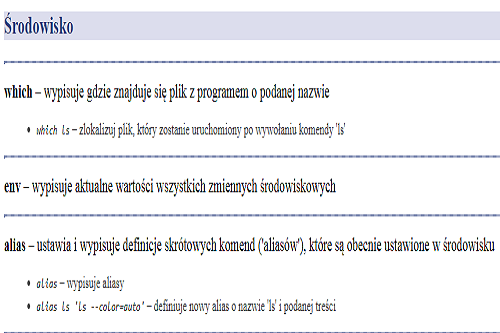 Środowisko
which – wypisuje gdzie znajduje się plik z programem o podanej nazwie
• which ls – zlokalizuj plik, który zostanie uruchomiony po wywołaniu komendy 'ls'
env – wypisuje aktualne wartości wszystkich zmiennych środowiskowych
alias – ustawia i wypisuje definicje skrótowych komend ('aliasów'), które są obecnie ustawione w środowisku
• alias – wypisuje aliasy
• alias ls 'ls --color=auto' – definiuje nowy alias o nazwie 'ls' i podanej treści